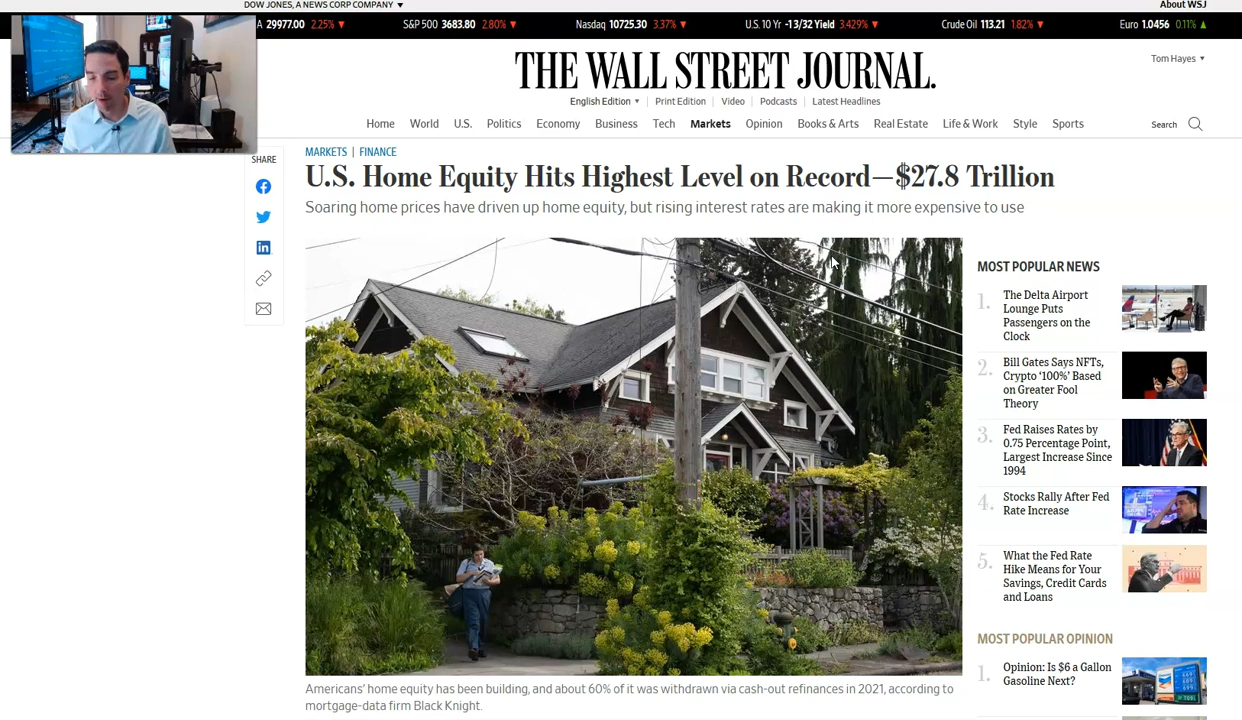 DOW JONES, A NEWS CORP COMPANY ▼
About WSJ
A 29977.00 2.25% ▼
S&P 500 3683.80 2.80% ▼
Nasdaq 10725.30 3.37% ▼
U.S. 10 Yr -13/32 Yield 3.429% ▼
Crude Oil 113.21 1.82% ▼
Euro 1.0456 0.11% ▲
THE WALL STREET JOURNAL.
Tom Hayes ▼
English Edition ▼ | Print Edition | Video | Podcasts | Latest Headlines
Home World U.S. Politics Economy Business Tech Markets Opinion Books & Arts Real Estate Life & Work Style Sports
Search
SHARE
MARKETS | FINANCE
U.S. Home Equity Hits Highest Level on Record—$27.8 Trillion
Soaring home prices have driven up home equity, but rising interest rates are making it more expensive to use
Americans' home equity has been building, and about 60% of it was withdrawn via cash-out refinances in 2021, according to
mortgage-data firm Black Knight.
MOST POPULAR NEWS
1. The Delta Airport
Lounge Puts
Passengers on the
Clock
2. Bill Gates Says NFTs,
Crypto '100%' Based
on Greater Fool
Theory
3. Fed Raises Rates by
0.75 Percentage Point,
Largest Increase Since
1994
4. Stocks Rally After Fed
Rate Increase
5. What the Fed Rate
Hike Means for Your
Savings, Credit Cards
and Loans
MOST POPULAR OPINION
1. Opinion: Is $6 a Gallon
Gasoline Next?